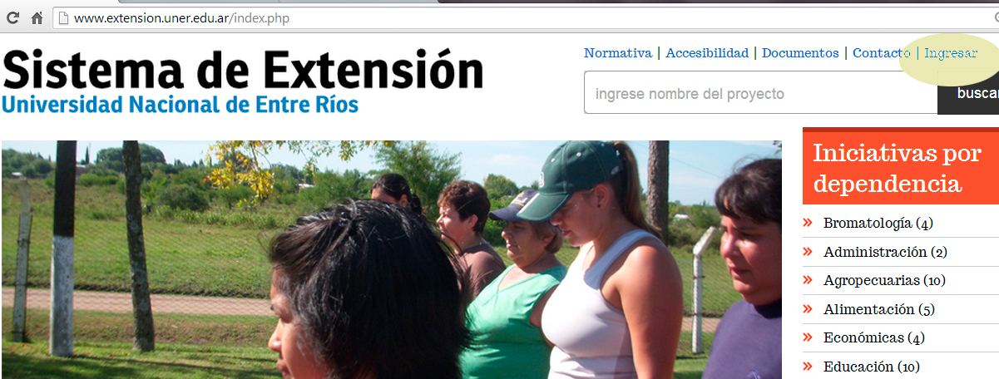 www.extension.uner.edu.ar/index.php
Sistema de Extensión
Universidad Nacional de Entre Ríos
Normativa | Accesibilidad | Documentos | Contacto | Ingresar
ingrese nombre del proyecto
buscar
Iniciativas por
dependencia
» Bromatología (4)
» Administración (2)
» Agropecuarias (10)
» Alimentación (5)
» Económicas (4)
» Educación (10)